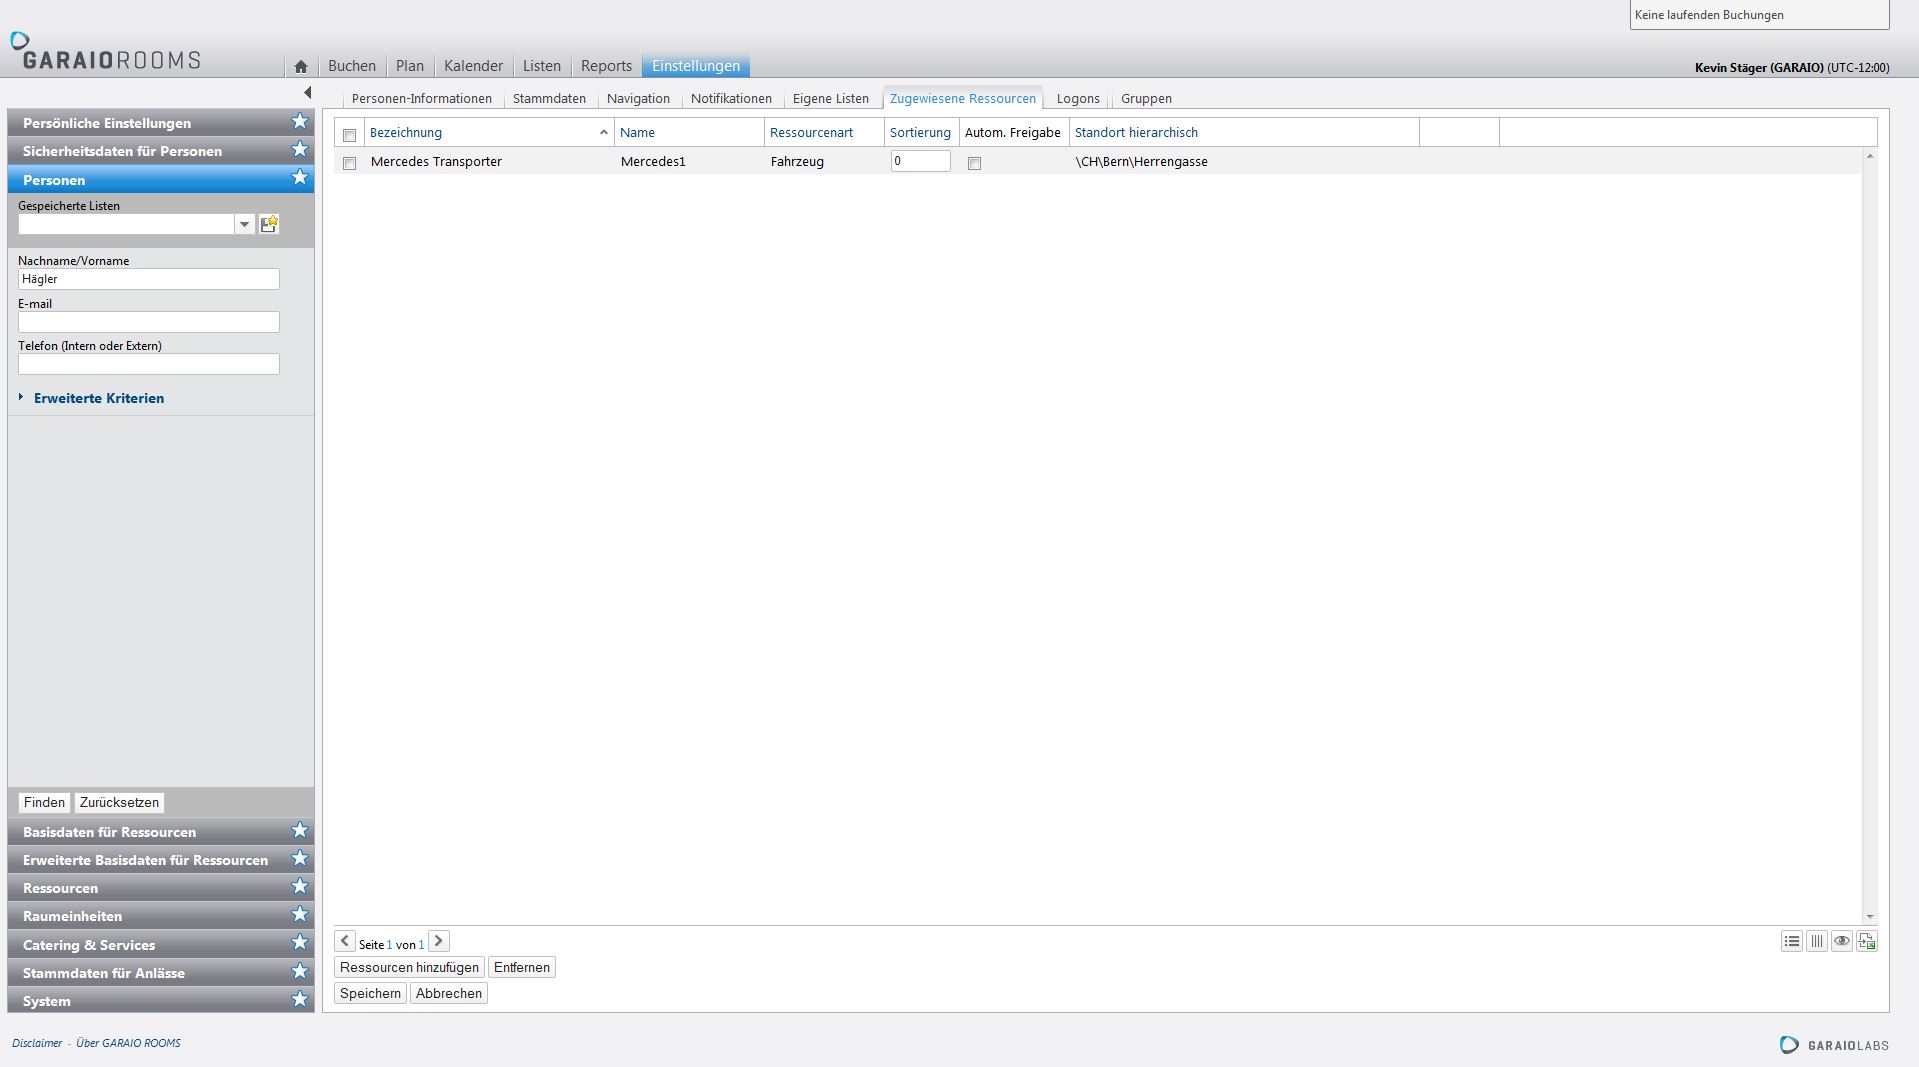 Keine laufenden Buchungen
GARAIOROOMS
Buchen Plan Kalender Listen Reports Einstellungen
Kevin Stäger (GARAIO) (UTC-12:00)
Personen-Informationen Stammdaten Navigation Notifikationen Eigene Listen Zugewiesene Ressourcen Logons Gruppen
Persönliche Einstellungen
Sicherheitsdaten für Personen
Personen
Gespeicherte Listen
Nachname/Vorname
Hägler
E-mail
Telefon (Intern oder Extern)
Erweiterte Kriterien
Finden Zurücksetzen
Basisdaten für Ressourcen
Erweiterte Basisdaten für Ressourcen
Ressourcen
Raumeinheiten
Catering & Services
Stammdaten für Anlässe
System
Bezeichnung Name Ressourcenart Sortierung Autom. Freigabe Standort hierarchisch
Mercedes Transporter Mercedes1 Fahrzeug 0 \CH\Bern\Herrengasse
Seite 1 von 1
Ressourcen hinzufügen Entfernen
Speichern Abbrechen
Disclaimer - Über GARAIO ROOMS
GARAIOLABS